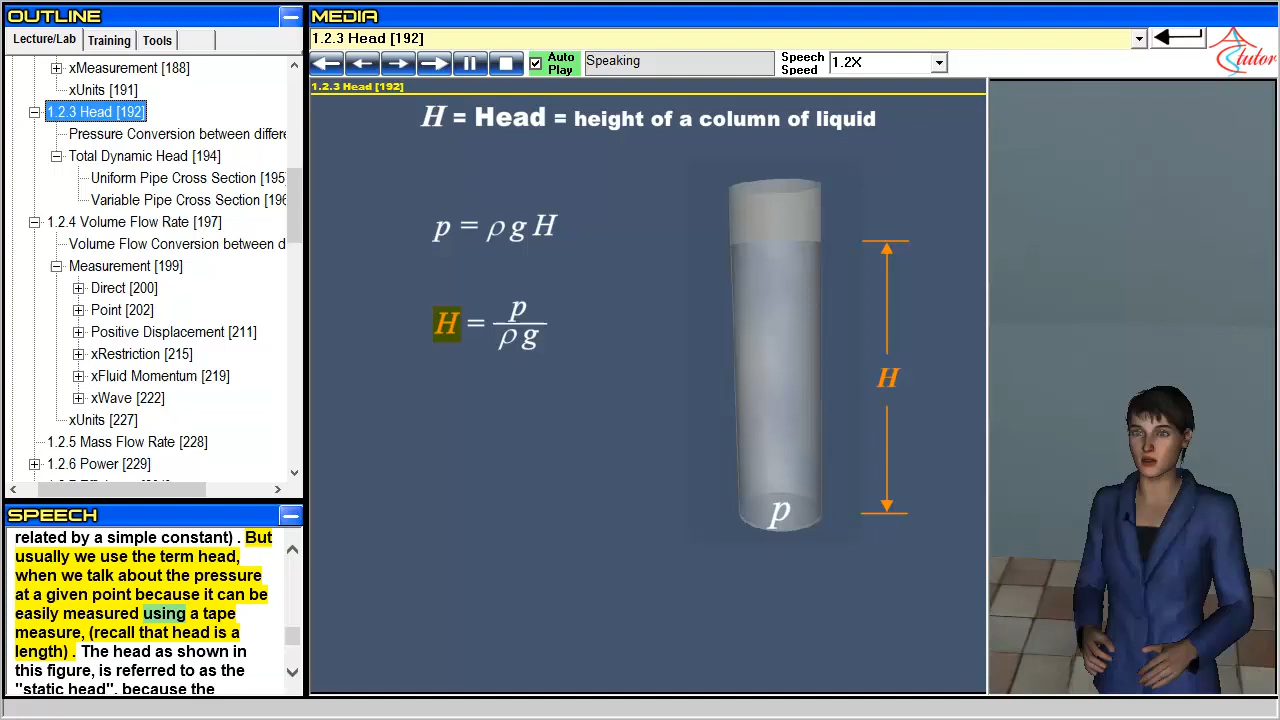 OUTLINE
Lecture/Lab Training Tools
xMeasurement [188]
xUnits [191]
1.2.3 Head [192]
Pressure Conversion between differe
Total Dynamic Head [194]
Uniform Pipe Cross Section [195
Variable Pipe Cross Section [196
1.2.4 Volume Flow Rate [197]
Volume Flow Conversion between d
Measurement [199]
Direct [200]
Point [202]
Positive Displacement [211]
xRestriction [215]
xFluid Momentum [219]
xWave [222]
xUnits [227]
1.2.5 Mass Flow Rate [228]
1.2.6 Power [229]
SPEECH
related by a simple constant) . But
usually we use the term head,
when we talk about the pressure
at a given point because it can be
easily measured using a tape
measure, (recall that head is a
length) . The head as shown in
this figure, is referred to as the
"static head", because the
MEDIA
1.2.3 Head [192]
Auto
Play
Speaking
Speech
Speed
1.2X
tutor
1.2.3 Head [192]
H = Head = height of a column of liquid
p = ρ g H
H = p / ρ g
H
p